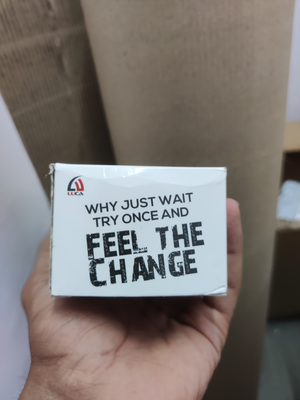 LUCA
WHY JUST WAIT
TRY ONCE AND
FEEL THE
CHANGE